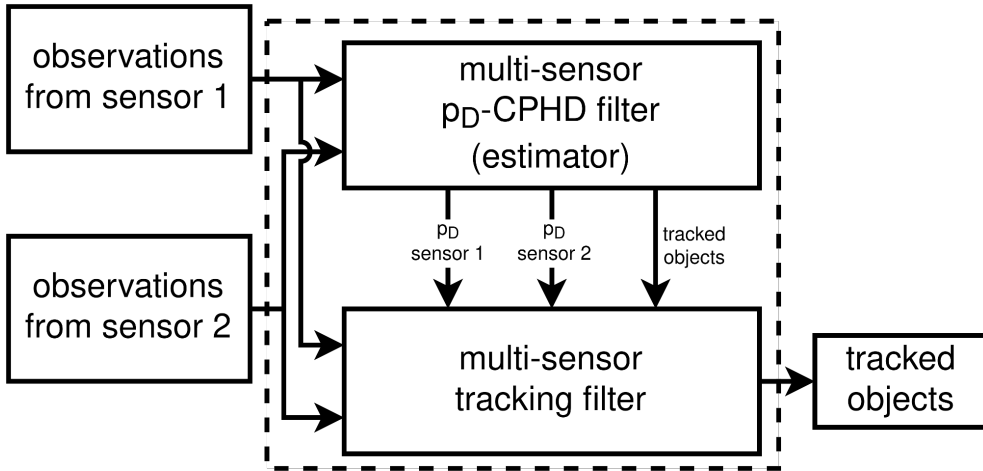 observations
from sensor 1
multi-sensor
pD-CPHD filter
(estimator)
pD
sensor 1
pD
sensor 2
tracked
objects
observations
from sensor 2
multi-sensor
tracking filter
tracked
objects